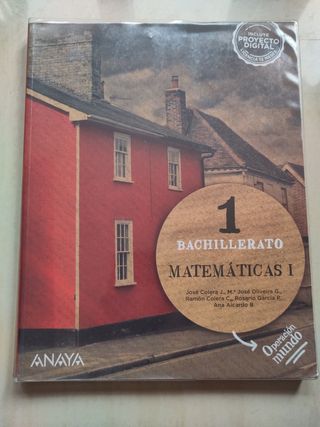 INCLUYE
PROYECTO
DIGITAL
1
BACHILLERATO
MATEMÁTICAS I
José Colera J., M.ª José Oliveira G.,
Ramón Colera C., Rosario García P.,
Ana Aicardo B.
ANAYA
Operación
mundo